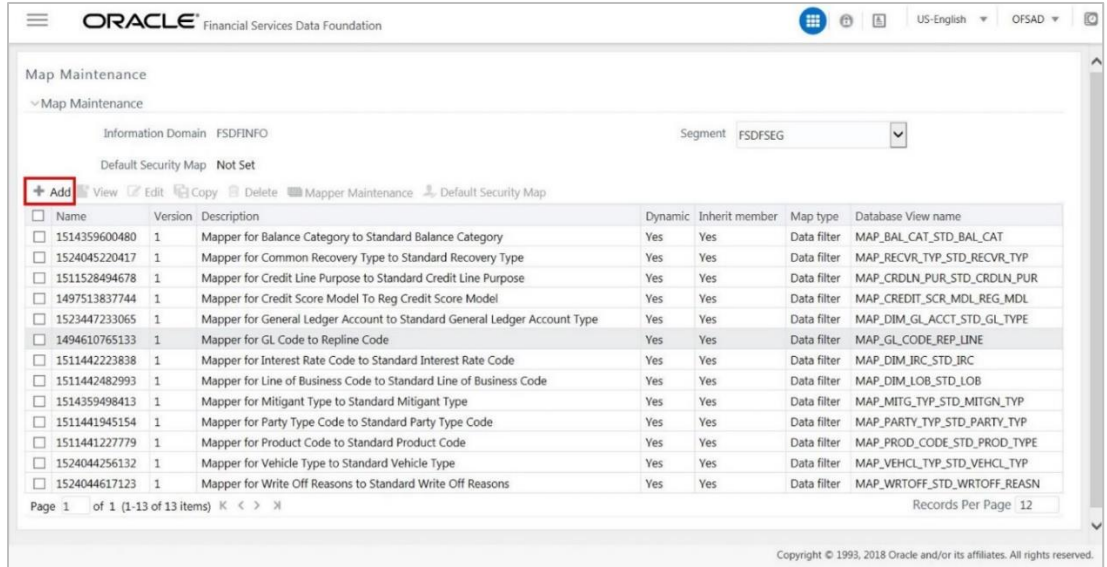 ORACLE® Financial Services Data Foundation US-English OFSAD
Map Maintenance
Map Maintenance
Information Domain FSDFINFO Segment FSDFSEG
Default Security Map Not Set
Add View Edit Copy Delete Mapper Maintenance Default Security Map
Name Version Description Dynamic Inherit member Map type Database View name
1514359600480 1 Mapper for Balance Category to Standard Balance Category Yes Yes Data filter MAP_BAL_CAT_STD_BAL_CAT
1524045220417 1 Mapper for Common Recovery Type to Standard Recovery Type Yes Yes Data filter MAP_RECVR_TYP_STD_RECVR_TYP
1511528494678 1 Mapper for Credit Line Purpose to Standard Credit Line Purpose Yes Yes Data filter MAP_CRDLN_PUR_STD_CRDLN_PUR
1497513837744 1 Mapper for Credit Score Model To Reg Credit Score Model Yes Yes Data filter MAP_CREDIT_SCR_MDL_REG_MDL
1523447233065 1 Mapper for General Ledger Account to Standard General Ledger Account Type Yes Yes Data filter MAP_DIM_GL_ACCT_STD_GL_TYPE
1494610765133 1 Mapper for GL Code to Repline Code Yes Yes Data filter MAP_GL_CODE_REP_LINE
1511442223838 1 Mapper for Interest Rate Code to Standard Interest Rate Code Yes Yes Data filter MAP_DIM_IRC_STD_IRC
1511442482993 1 Mapper for Line of Business Code to Standard Line of Business Code Yes Yes Data filter MAP_DIM_LOB_STD_LOB
1514359498413 1 Mapper for Mitigant Type to Standard Mitigant Type Yes Yes Data filter MAP_MITG_TYP_STD_MITGN_TYP
1511441945154 1 Mapper for Party Type Code to Standard Party Type Code Yes Yes Data filter MAP_PARTY_TYP_STD_PARTY_TYP
1511441227779 1 Mapper for Product Code to Standard Product Code Yes Yes Data filter MAP_PROD_CODE_STD_PROD_TYPE
1524044256132 1 Mapper for Vehicle Type to Standard Vehicle Type Yes Yes Data filter MAP_VEHCL_TYP_STD_VEHCL_TYP
1524044617123 1 Mapper for Write Off Reasons to Standard Write Off Reasons Yes Yes Data filter MAP_WRTOFF_STD_WRTOFF_REASN
Page 1 of 1 (1-13 of 13 items) Records Per Page 12
Copyright © 1993, 2018 Oracle and/or its affiliates. All rights reserved.